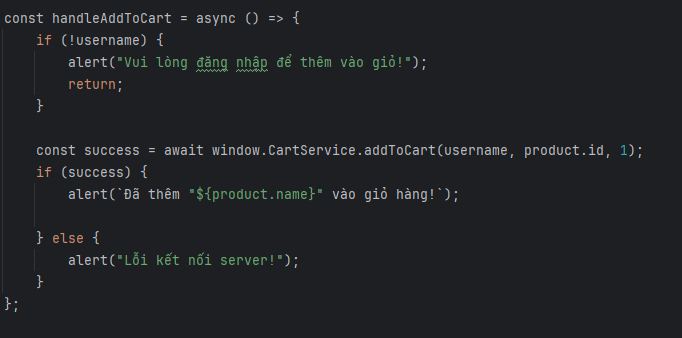 const handleAddToCart = async () => {
    if (!username) {
        alert("Vui lòng đăng nhập để thêm vào giỏ!");
        return;
    }

    const success = await window.CartService.addToCart(username, product.id, 1);
    if (success) {
        alert(`Đã thêm "${product.name}" vào giỏ hàng!`);

    } else {
        alert("Lỗi kết nối server!");
    }
};